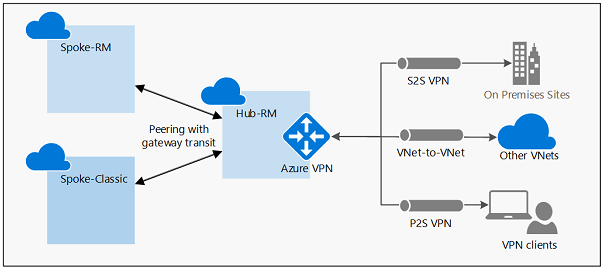 Spoke-RM
Spoke-Classic
Peering with
gateway transit
Hub-RM
Azure VPN
S2S VPN
On Premises Sites
VNet-to-VNet
Other VNets
P2S VPN
VPN clients